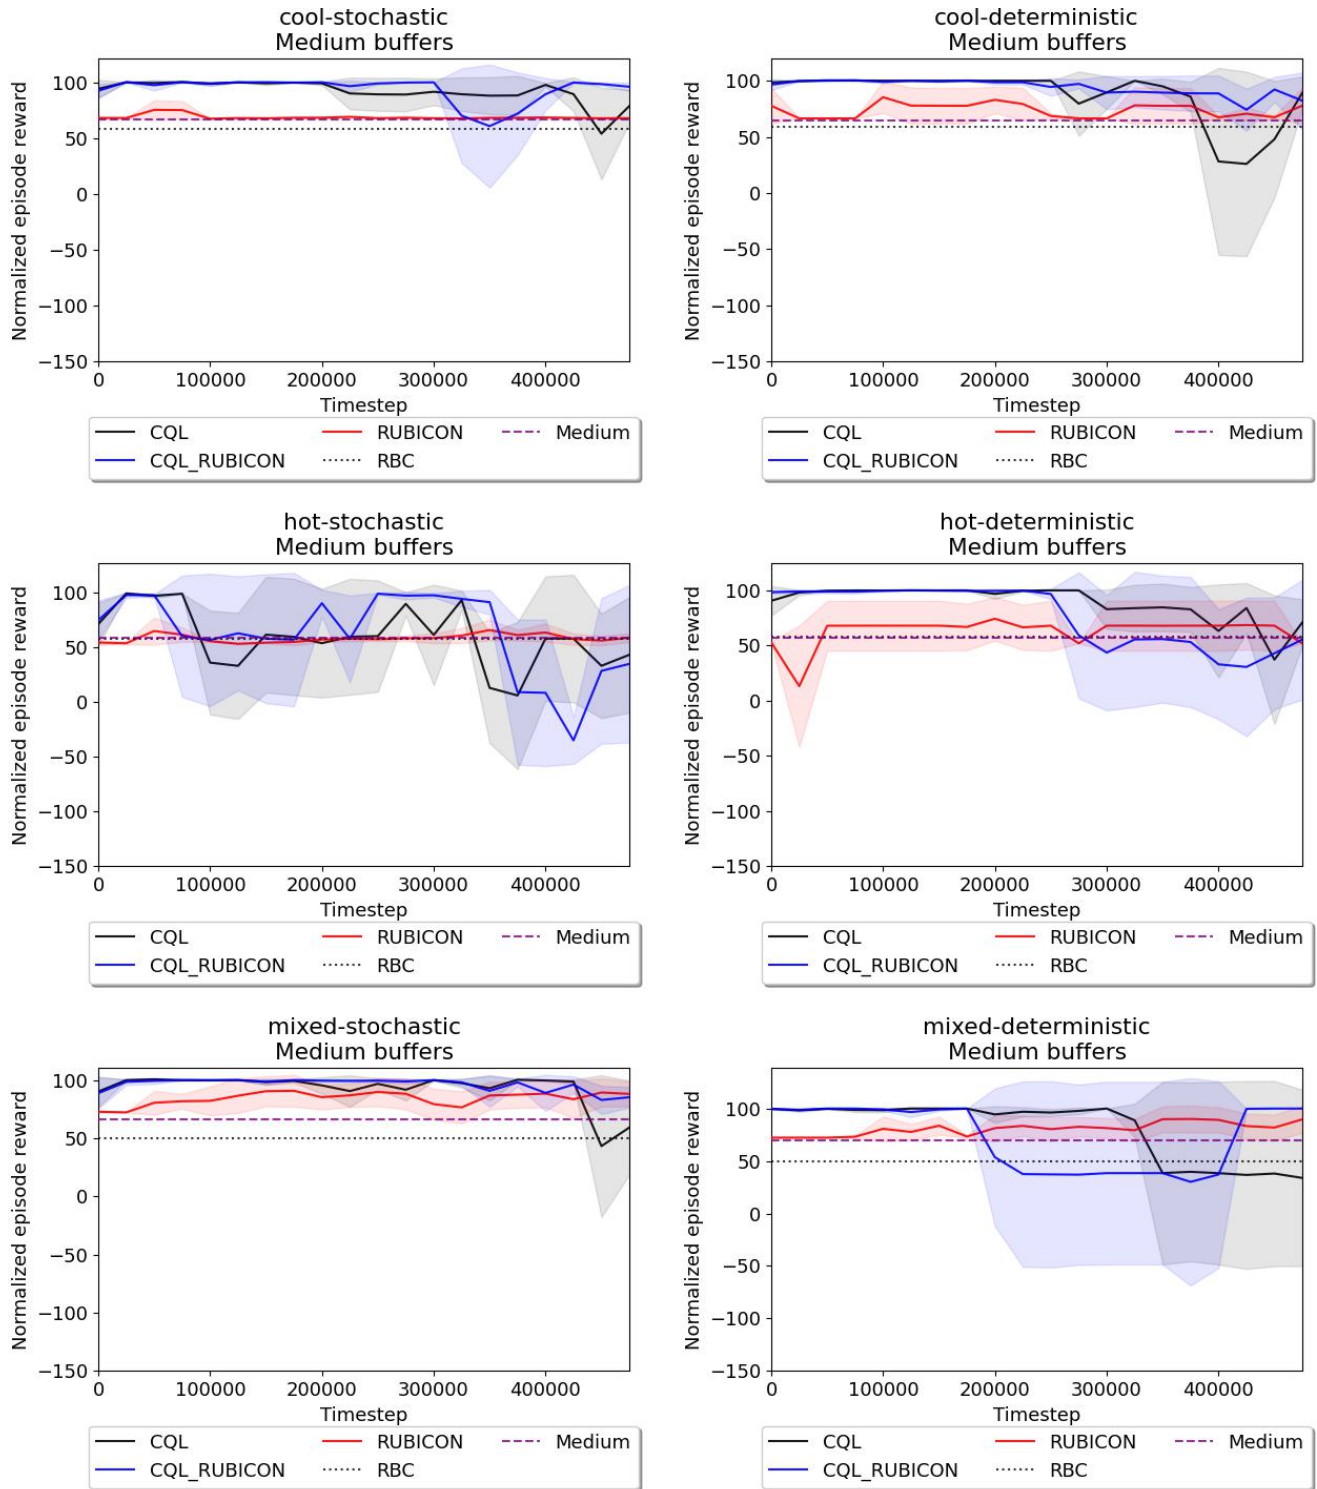 cool-stochastic
Medium buffers
Normalized episode reward
100
50
0
−50
−100
−150
0 100000 200000 300000 400000
Timestep
CQL RUBICON Medium
CQL_RUBICON RBC
cool-deterministic
Medium buffers
Normalized episode reward
100
50
0
−50
−100
−150
0 100000 200000 300000 400000
Timestep
CQL RUBICON Medium
CQL_RUBICON RBC
hot-stochastic
Medium buffers
Normalized episode reward
100
50
0
−50
−100
−150
0 100000 200000 300000 400000
Timestep
CQL RUBICON Medium
CQL_RUBICON RBC
hot-deterministic
Medium buffers
Normalized episode reward
100
50
0
−50
−100
−150
0 100000 200000 300000 400000
Timestep
CQL RUBICON Medium
CQL_RUBICON RBC
mixed-stochastic
Medium buffers
Normalized episode reward
100
50
0
−50
−100
−150
0 100000 200000 300000 400000
Timestep
CQL RUBICON Medium
CQL_RUBICON RBC
mixed-deterministic
Medium buffers
Normalized episode reward
100
50
0
−50
−100
−150
0 100000 200000 300000 400000
Timestep
CQL RUBICON Medium
CQL_RUBICON RBC